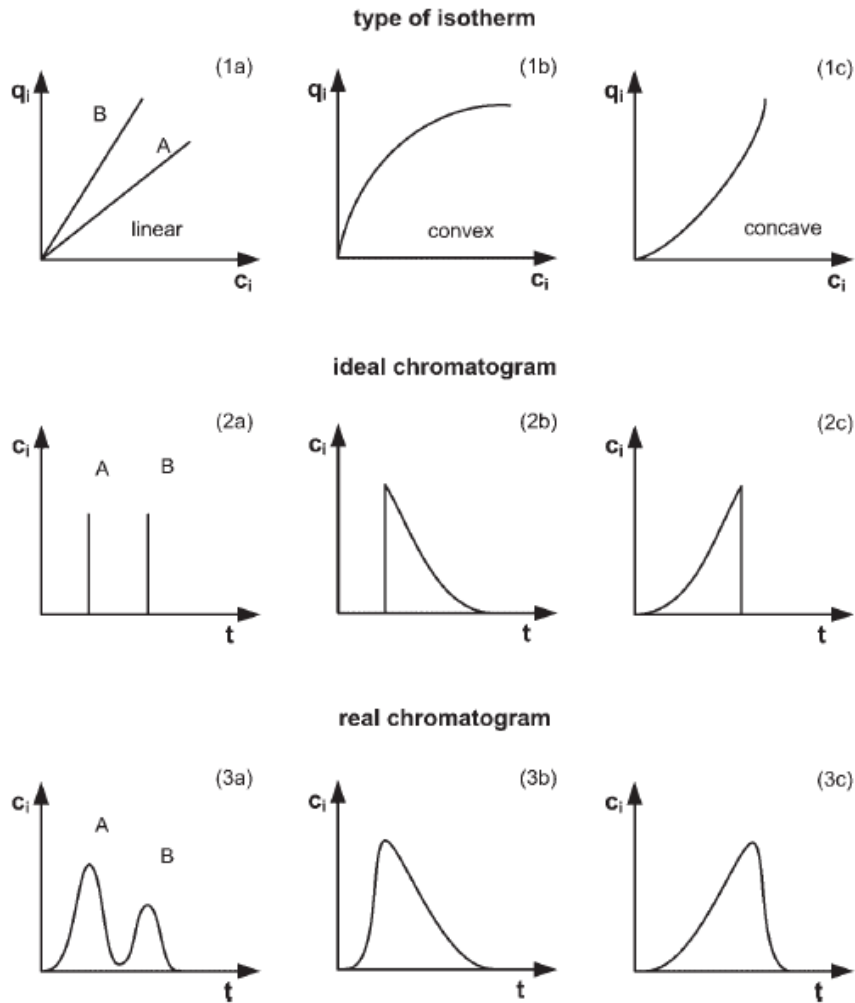 type of isotherm
(1a) (1b) (1c)
qi qi qi
B
A
linear convex concave
ci ci ci
ideal chromatogram
(2a) (2b) (2c)
ci ci ci
A B
t t t
real chromatogram
(3a) (3b) (3c)
ci ci ci
A
B
t t t